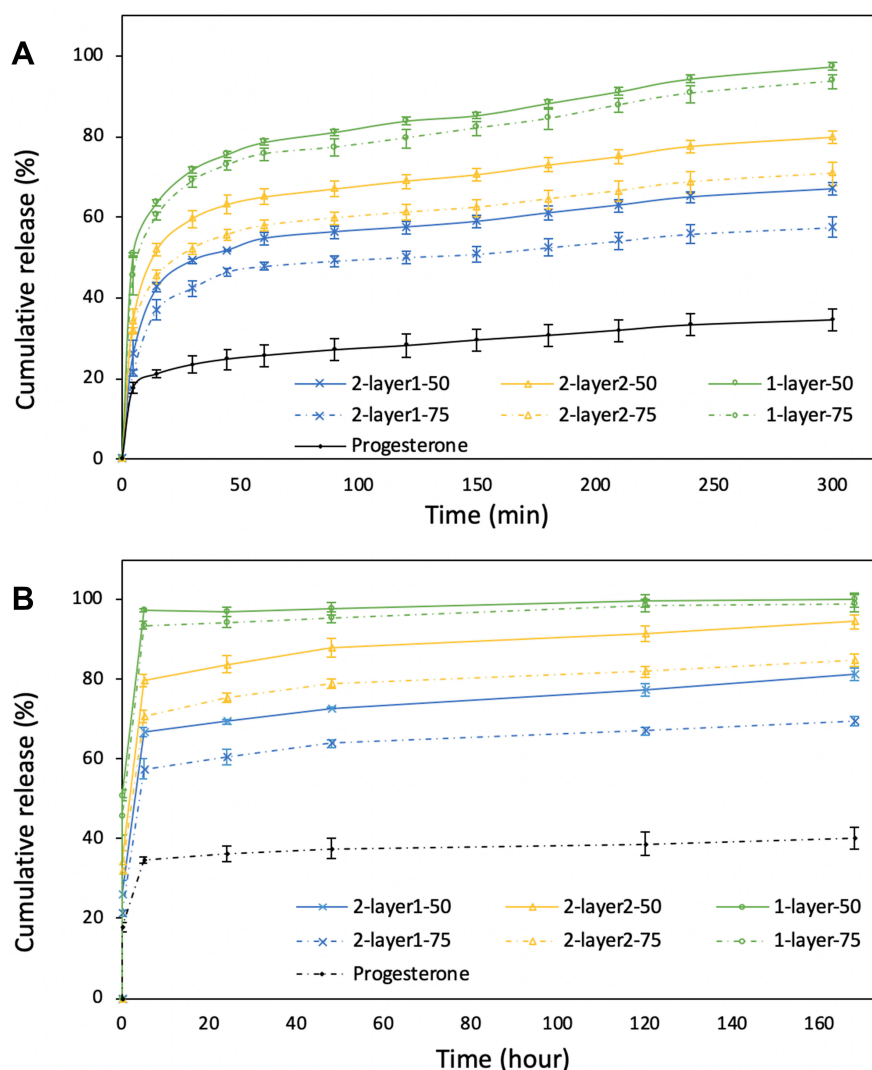 A
Cumulative release (%)
100
80
60
40
20
0
2-layer1-50 2-layer2-50 1-layer-50
2-layer1-75 2-layer2-75 1-layer-75
Progesterone
0 50 100 150 200 250 300
Time (min)
B
Cumulative release (%)
100
80
60
40
20
0
2-layer1-50 2-layer2-50 1-layer-50
2-layer1-75 2-layer2-75 1-layer-75
Progesterone
0 20 40 60 80 100 120 140 160
Time (hour)